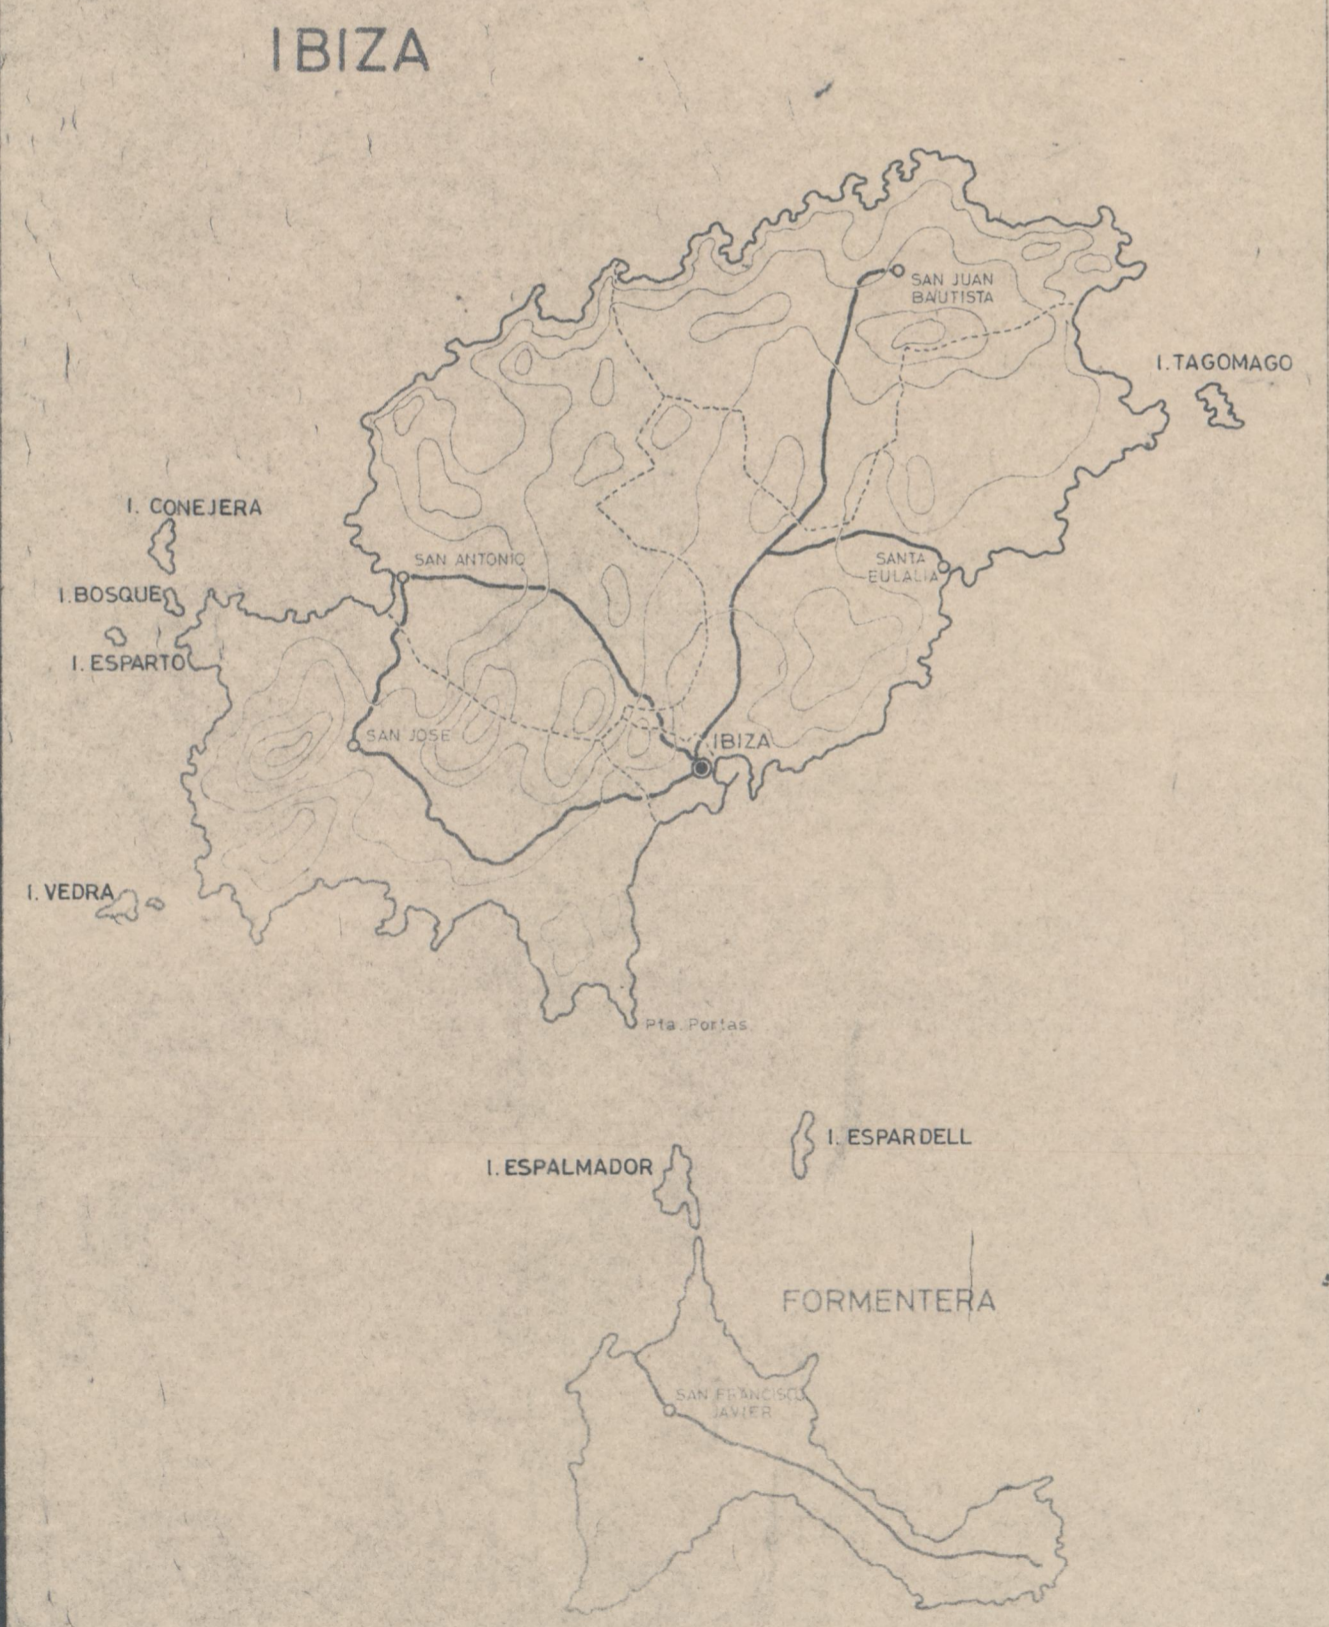 IBIZA
SAN JUAN
BAUTISTA
I. TAGOMAGO
I. CONEJERA
SAN ANTONIO
SANTA
EULALIA
I. BOSQUE
I. ESPARTO
SAN JOSE
IBIZA
I. VEDRA
Pta. Portas
I. ESPARDELL
I. ESPALMADOR
FORMENTERA
SAN FRANCISCO
JAVIER